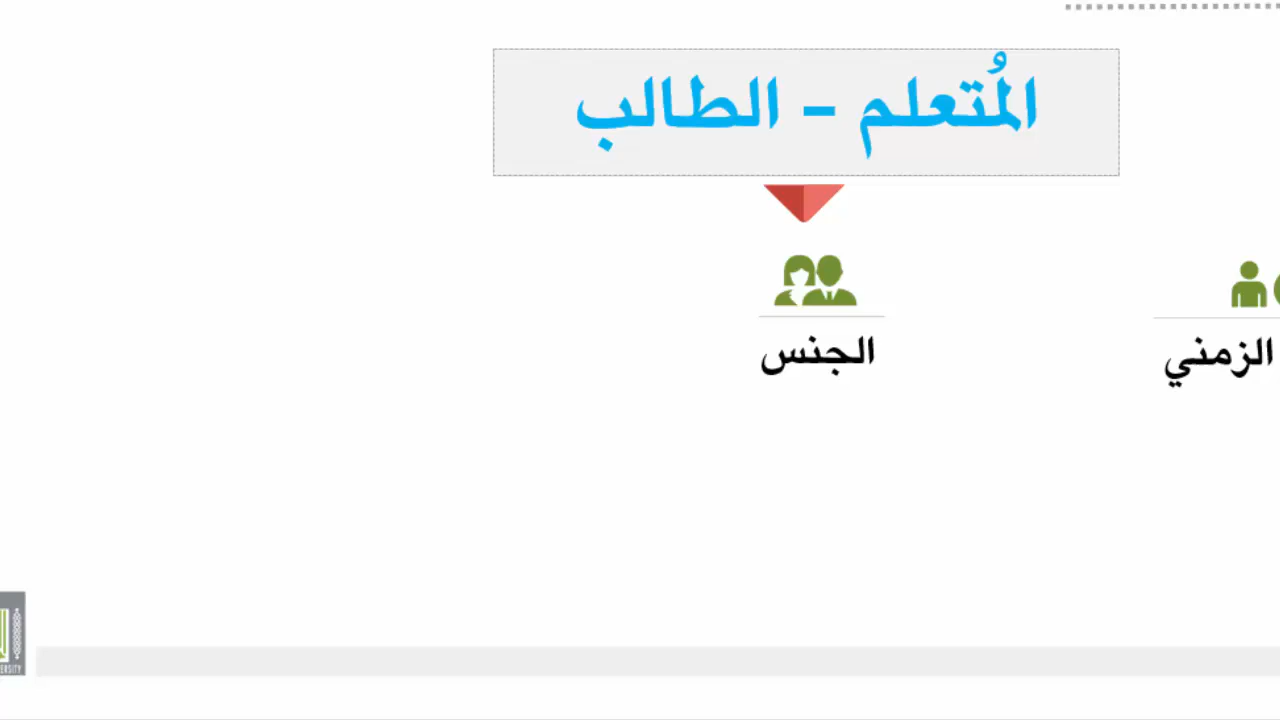 المُتعلم – الطالب
الجنس
الزمني